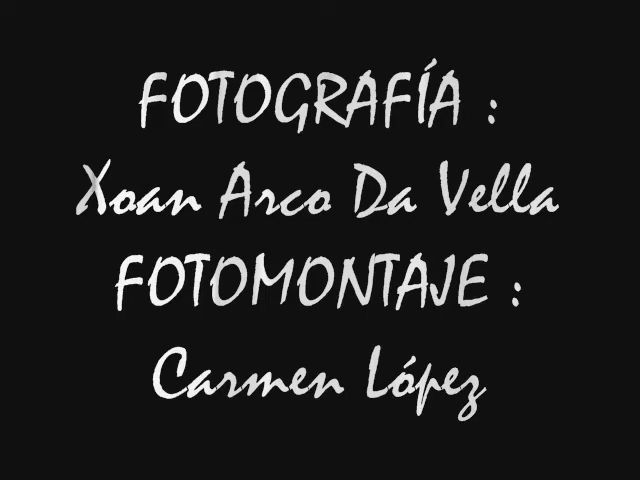 FOTOGRAFÍA :
Xoan Arco Da Vella
FOTOMONTAJE :
Carmen López